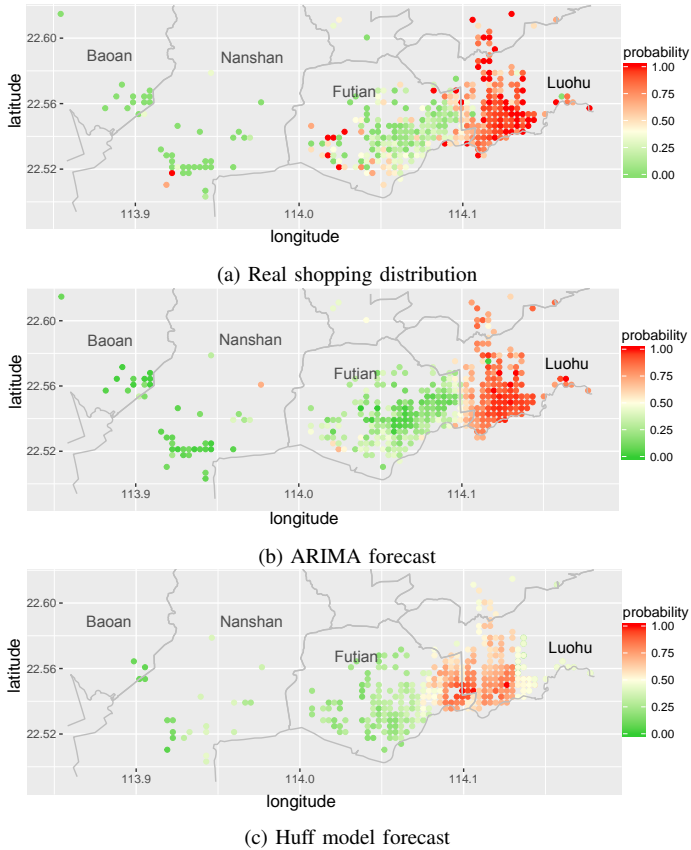 22.60
22.56
22.52
latitude
Baoan
Nanshan
Futian
Luohu
113.9
114.0
114.1
longitude
probability
1.00
0.75
0.50
0.25
0.00
(a) Real shopping distribution
22.60
22.56
22.52
latitude
Baoan
Nanshan
Futian
Luohu
113.9
114.0
114.1
longitude
probability
1.00
0.75
0.50
0.25
0.00
(b) ARIMA forecast
22.60
22.56
22.52
latitude
Baoan
Nanshan
Futian
Luohu
113.9
114.0
114.1
longitude
probability
1.00
0.75
0.50
0.25
0.00
(c) Huff model forecast